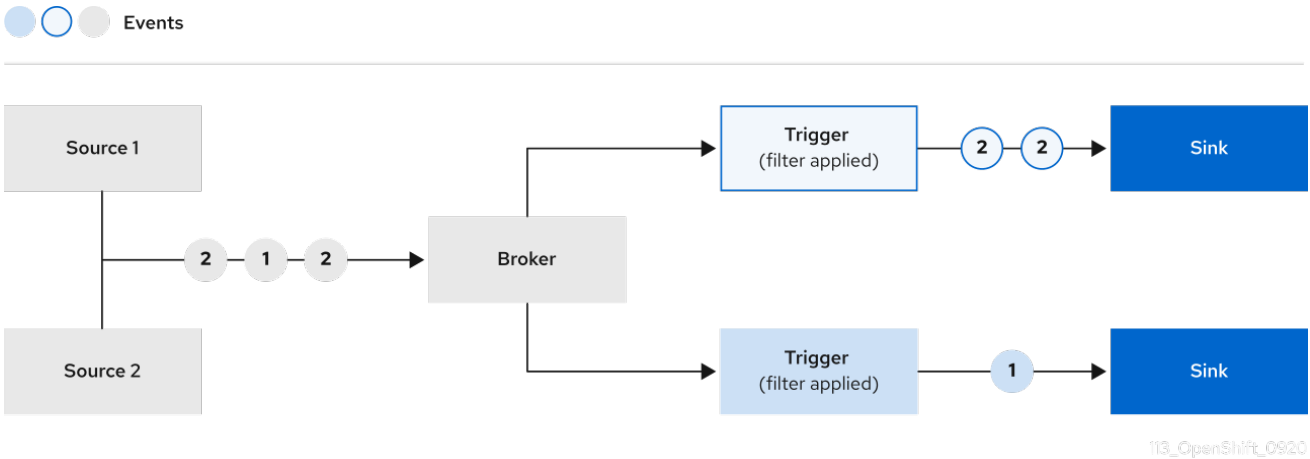 Events
Source 1
Trigger
(filter applied)
2
2
Sink
2
1
2
Broker
Source 2
Trigger
(filter applied)
1
Sink
113_OpenShift_0920